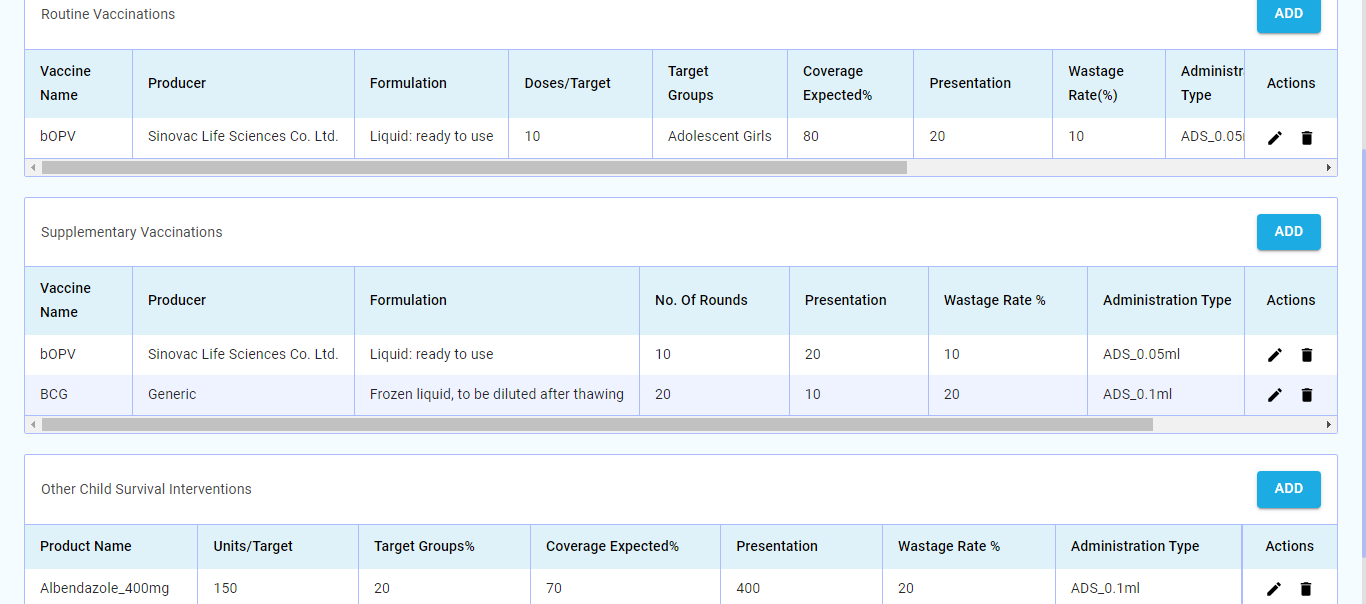 Routine Vaccinations ADD
Vaccine Name Producer Formulation Doses/Target Target Groups Coverage Expected% Presentation Wastage Rate(%) Administr Type Actions
bOPV Sinovac Life Sciences Co. Ltd. Liquid: ready to use 10 Adolescent Girls 80 20 10 ADS_0.05
Supplementary Vaccinations ADD
Vaccine Name Producer Formulation No. Of Rounds Presentation Wastage Rate % Administration Type Actions
bOPV Sinovac Life Sciences Co. Ltd. Liquid: ready to use 10 20 10 ADS_0.05ml
BCG Generic Frozen liquid, to be diluted after thawing 20 10 20 ADS_0.1ml
Other Child Survival Interventions ADD
Product Name Units/Target Target Groups% Coverage Expected% Presentation Wastage Rate % Administration Type Actions
Albendazole_400mg 150 20 70 400 20 ADS_0.1ml